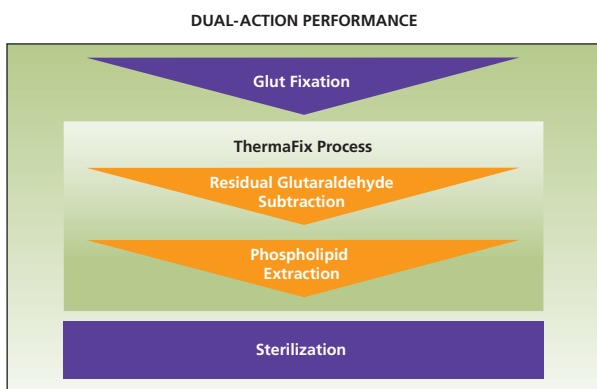 DUAL-ACTION PERFORMANCE
Glut Fixation
ThermaFix Process
Residual Glutaraldehyde
Subtraction
Phospholipid
Extraction
Sterilization